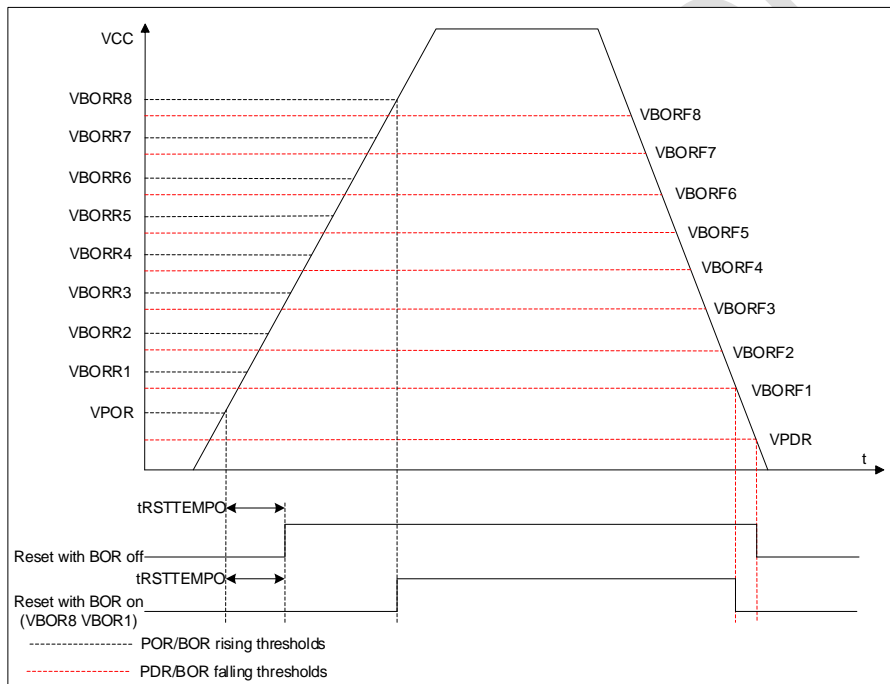 VCC
VBORR8
VBORF8
VBORR7
VBORF7
VBORR6
VBORF6
VBORR5
VBORF5
VBORR4
VBORF4
VBORR3
VBORF3
VBORR2
VBORF2
VBORR1
VBORF1
VPOR
VPDR
t
tRSTTEMPO
Reset with BOR off
tRSTTEMPO
Reset with BOR on
(VBOR8 VBOR1)
POR/BOR rising thresholds
PDR/BOR falling thresholds